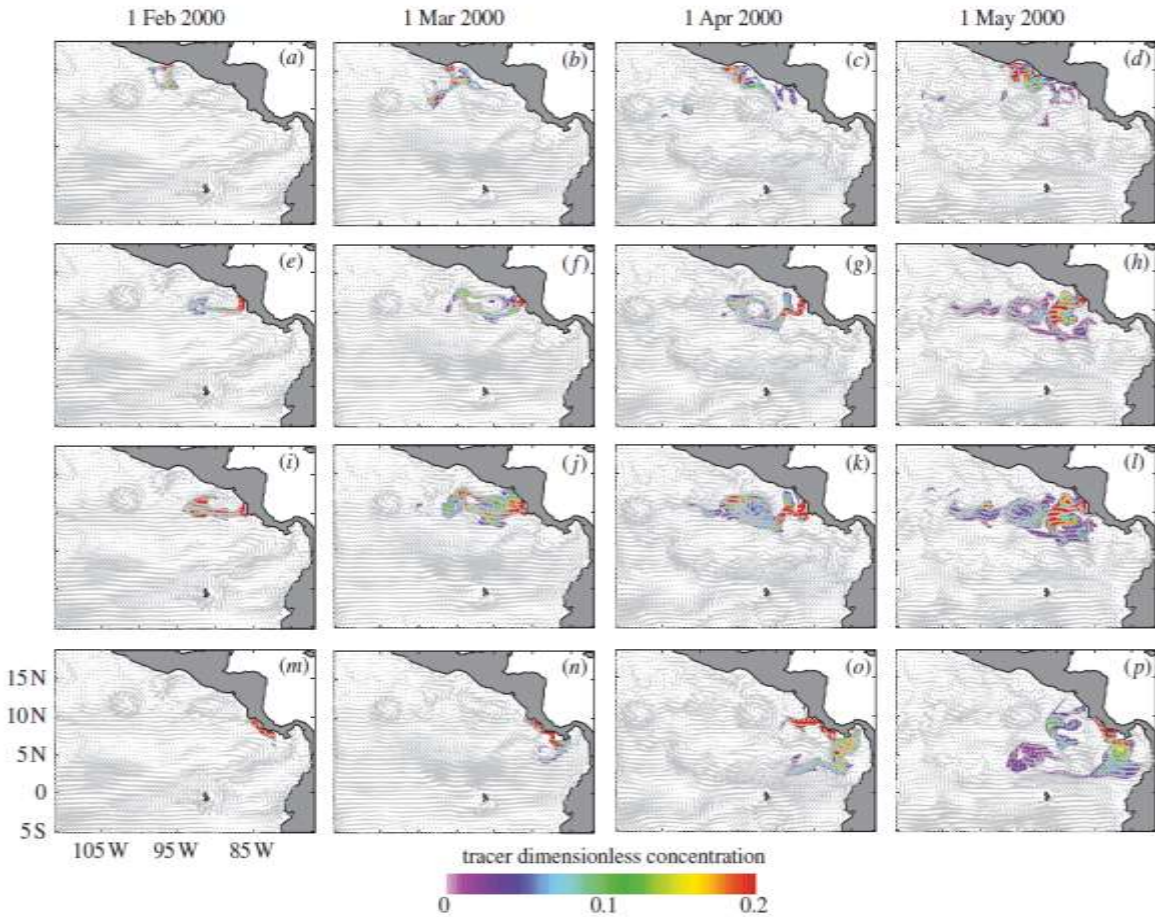 1 Feb 2000 1 Mar 2000 1 Apr 2000 1 May 2000
(a) (b) (c) (d)
(e) (f) (g) (h)
(i) (j) (k) (l)
(m) (n) (o) (p)
15 N
10 N
5 N
0
5 S
105 W 95 W 85 W
tracer dimensionless concentration
0 0.1 0.2